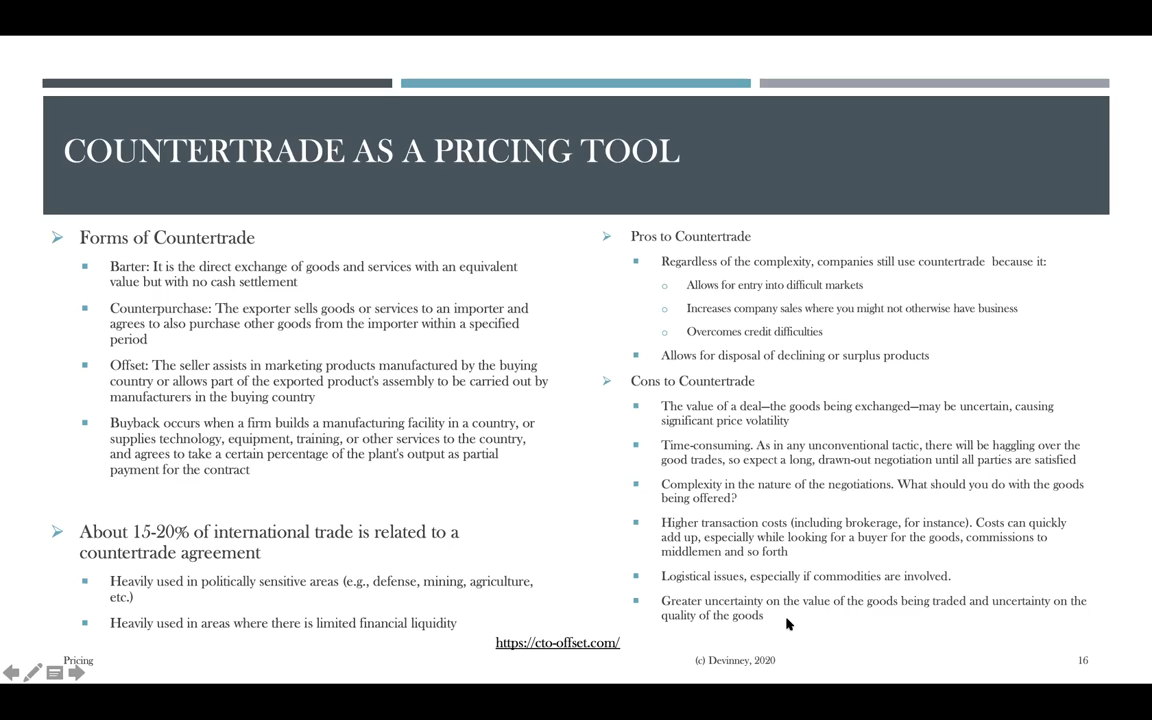 COUNTERTRADE AS A PRICING TOOL
Forms of Countertrade
Barter: It is the direct exchange of goods and services with an equivalent
value but with no cash settlement
Counterpurchase: The exporter sells goods or services to an importer and
agrees to also purchase other goods from the importer within a specified
period
Offset: The seller assists in marketing products manufactured by the buying
country or allows part of the exported product's assembly to be carried out by
manufacturers in the buying country
Buyback occurs when a firm builds a manufacturing facility in a country, or
supplies technology, equipment, training, or other services to the country,
and agrees to take a certain percentage of the plant's output as partial
payment for the contract
About 15-20% of international trade is related to a
countertrade agreement
Heavily used in politically sensitive areas (e.g., defense, mining, agriculture,
etc.)
Heavily used in areas where there is limited financial liquidity
Pros to Countertrade
Regardless of the complexity, companies still use countertrade because it:
Allows for entry into difficult markets
Increases company sales where you might not otherwise have business
Overcomes credit difficulties
Allows for disposal of declining or surplus products
Cons to Countertrade
The value of a deal—the goods being exchanged—may be uncertain, causing
significant price volatility
Time-consuming. As in any unconventional tactic, there will be haggling over the
good trades, so expect a long, drawn-out negotiation until all parties are satisfied
Complexity in the nature of the negotiations. What should you do with the goods
being offered?
Higher transaction costs (including brokerage, for instance). Costs can quickly
add up, especially while looking for a buyer for the goods, commissions to
middlemen and so forth
Logistical issues, especially if commodities are involved.
Greater uncertainty on the value of the goods being traded and uncertainty on the
quality of the goods
https://cto-offset.com/
Pricing
(c) Devinney, 2020
16